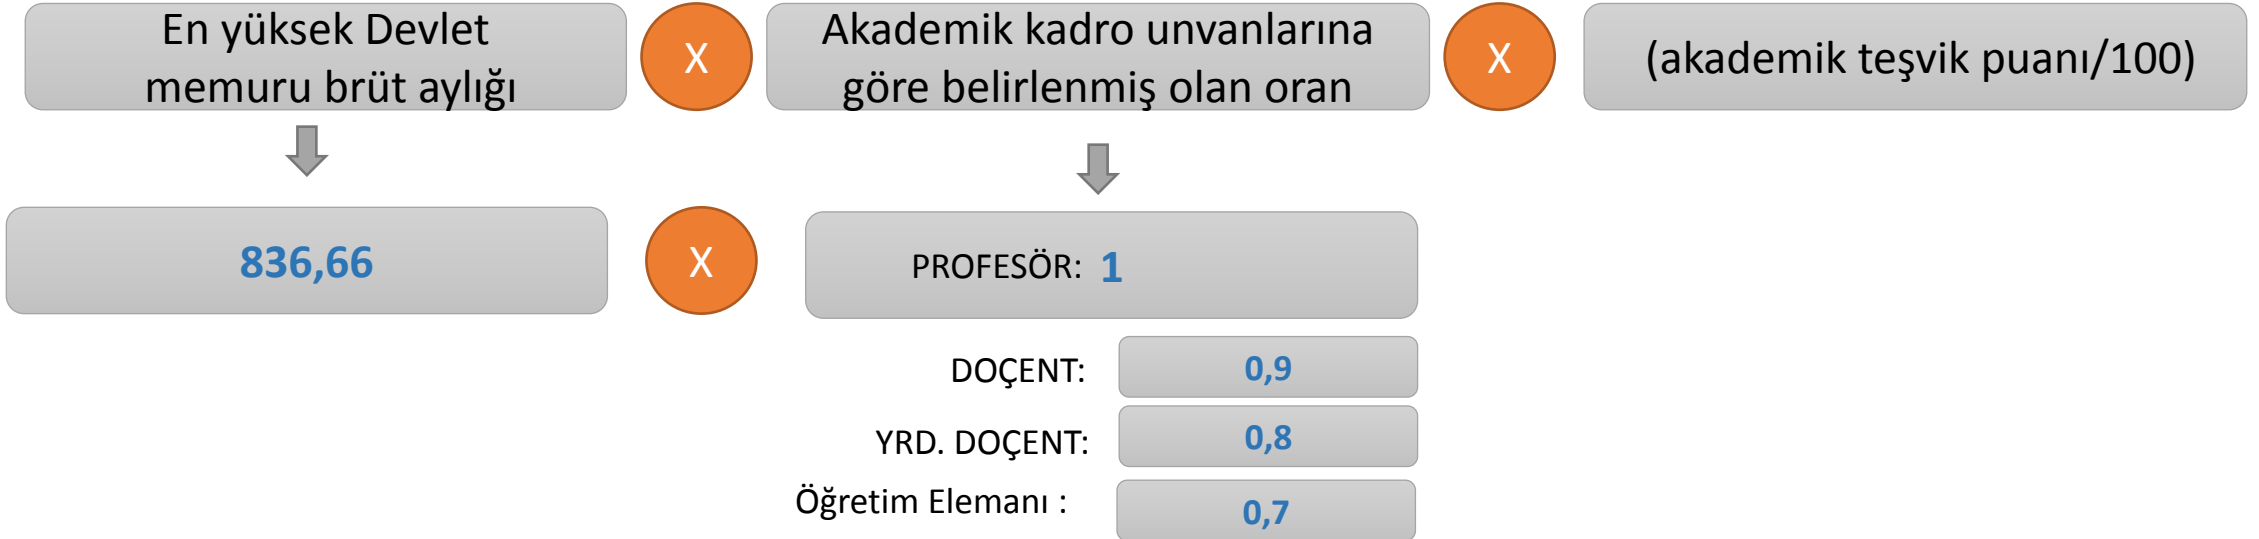 En yüksek Devlet
memuru brüt aylığı
X
Akademik kadro unvanlarına
göre belirlenmiş olan oran
X
(akademik teşvik puanı/100)
836,66
X
PROFESÖR: 1
DOÇENT: 0,9
YRD. DOÇENT: 0,8
Öğretim Elemanı : 0,7